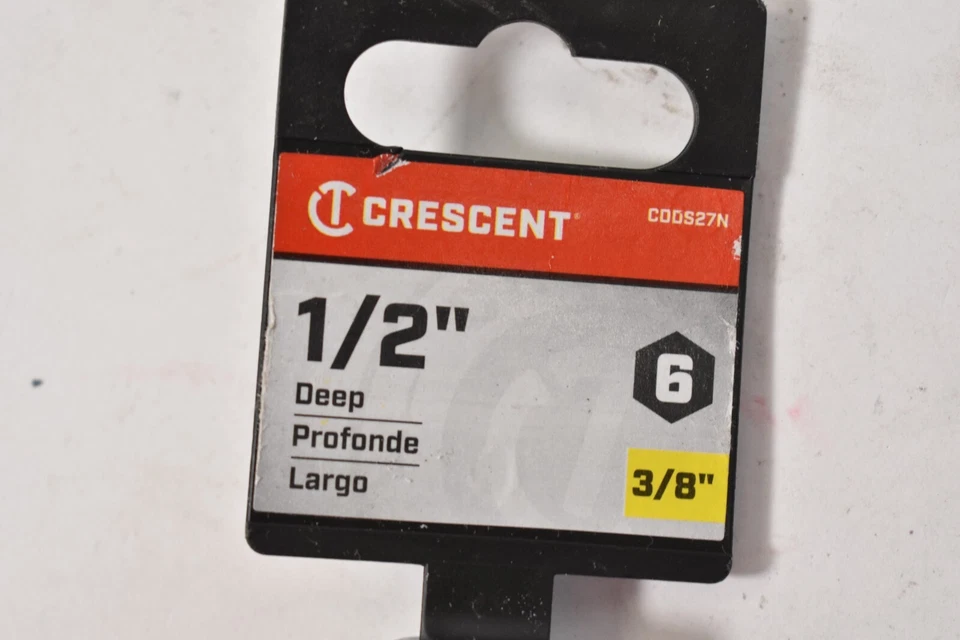 CRESCENT
CDDS27N
1/2"
Deep
Profonde
Largo
6
3/8"